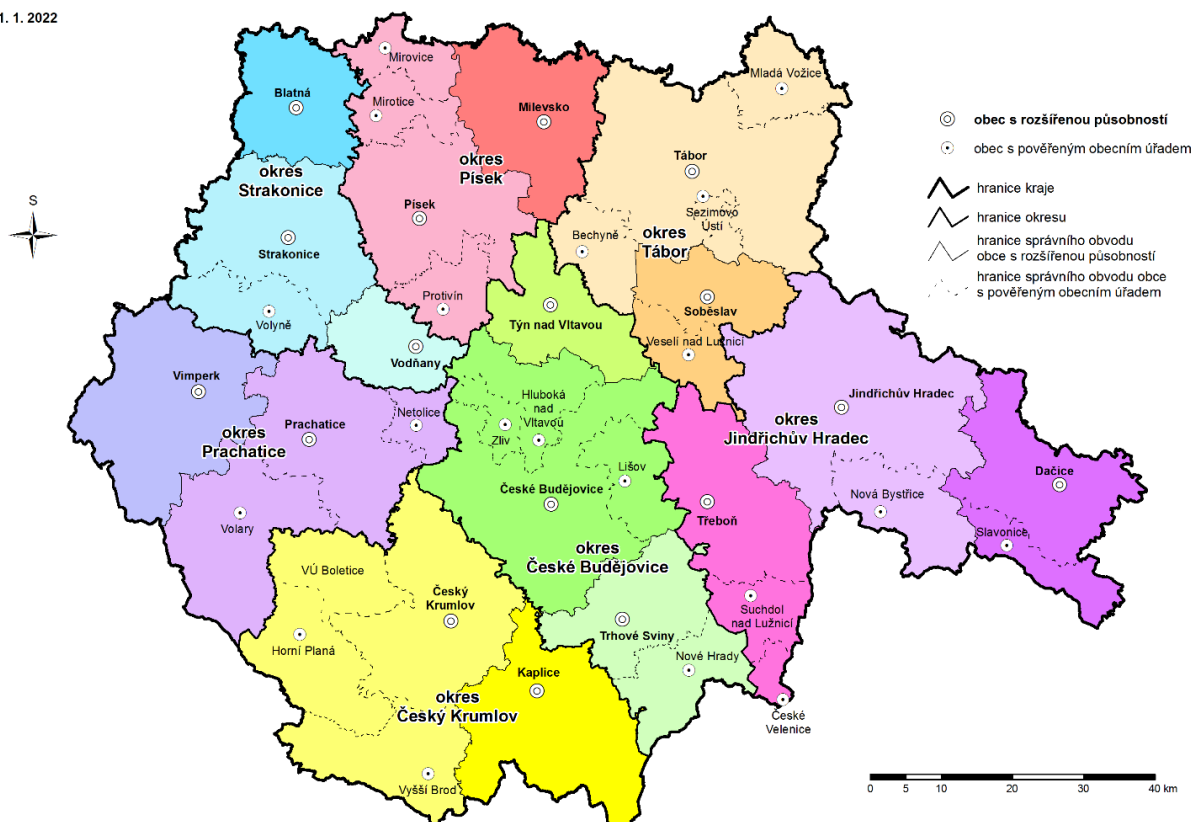 1. 1. 2022
Mirovice
Mladá Vožice
Blatná
Mirotice
Milevsko
obec s rozšířenou působností
obec s pověřeným obecním úřadem
okres
Strakonice
okres
Písek
Tábor
hranice kraje
S
Písek
Sezimovo
Ústí
hranice okresu
Strakonice
Bechyně
okres
Tábor
hranice správního obvodu
obce s rozšířenou působností
hranice správního obvodu obce
s pověřeným obecním úřadem
Volyně
Protivín
Týn nad Vltavou
Soběslav
Vodňany
Veselí nad Lužnicí
Vimperk
Jindřichův Hradec
Prachatice
Netolice
Hluboká
nad
Vltavou
Zliv
okres
Prachatice
okres
Jindřichův Hradec
Lišov
Dačice
České Budějovice
Třeboň
Nová Bystřice
Volary
Slavonice
okres
České Budějovice
VÚ Boletice
Český
Krumlov
Suchdol
nad Lužnicí
Trhové Sviny
Horní Planá
Nové Hrady
Kaplice
okres
Český Krumlov
České
Velenice
Vyšší Brod
0 5 10 20 30 40 km